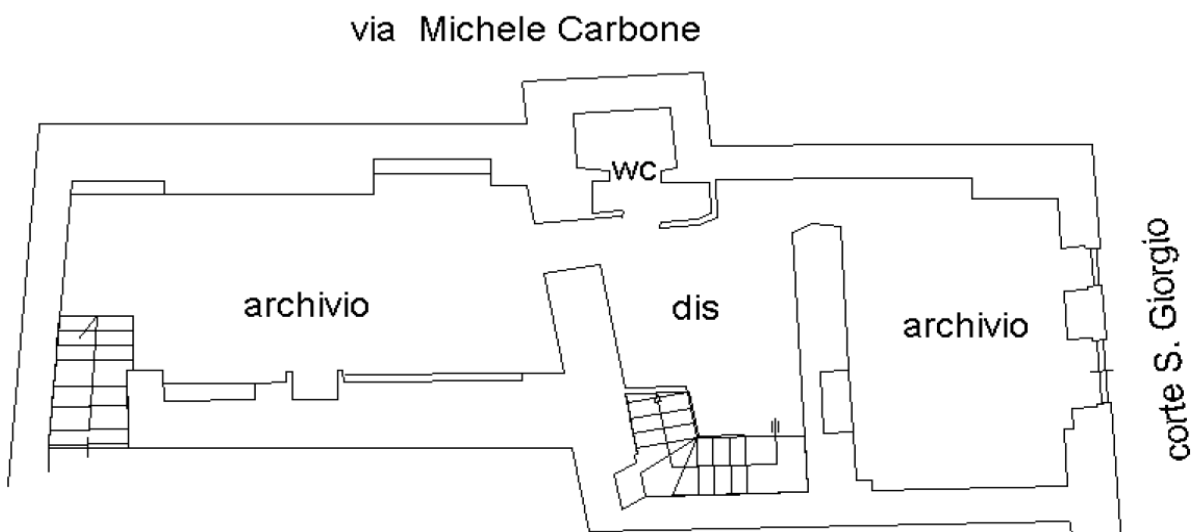 via Michele Carbone
wc
archivio
dis
archivio
corte S. Giorgio